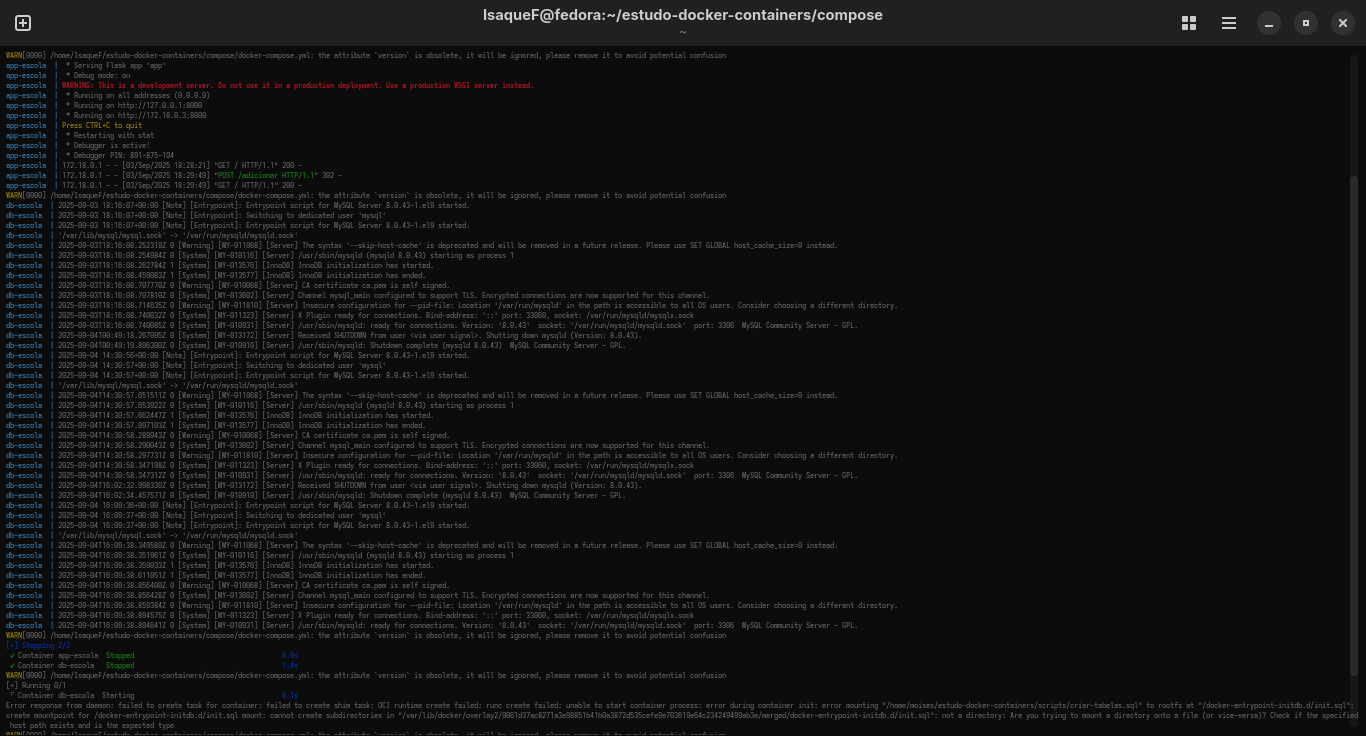 IsaqueF@fedora:~/estudo-docker-containers/compose
~
WARN[0000] /home/IsaqueF/estudo-docker-containers/compose/docker-compose.yml: the attribute `version` is obsolete, it will be ignored, please remove it to avoid potential confusion
app-escola | * Serving Flask app 'app'
app-escola | * Debug mode: on
app-escola | WARNING: This is a development server. Do not use it in a production deployment. Use a production WSGI server instead.
app-escola | * Running on all addresses (0.0.0.0)
app-escola | * Running on http://127.0.0.1:8000
app-escola | * Running on http://172.18.0.3:8000
app-escola | Press CTRL+C to quit
app-escola | * Restarting with stat
app-escola | * Debugger is active!
app-escola | * Debugger PIN: 891-875-104
app-escola | 172.18.0.1 - - [03/Sep/2025 18:28:21] "GET / HTTP/1.1" 200 -
app-escola | 172.18.0.1 - - [03/Sep/2025 18:29:49] "POST /adicionar HTTP/1.1" 302 -
app-escola | 172.18.0.1 - - [03/Sep/2025 18:29:49] "GET / HTTP/1.1" 200 -
WARN[0000] /home/IsaqueF/estudo-docker-containers/compose/docker-compose.yml: the attribute `version` is obsolete, it will be ignored, please remove it to avoid potential confusion
db-escola | 2025-09-03 18:16:07+00:00 [Note] [Entrypoint]: Entrypoint script for MySQL Server 8.0.43-1.el9 started.
db-escola | 2025-09-03 18:16:07+00:00 [Note] [Entrypoint]: Switching to dedicated user 'mysql'
db-escola | 2025-09-03 18:16:07+00:00 [Note] [Entrypoint]: Entrypoint script for MySQL Server 8.0.43-1.el9 started.
db-escola | '/var/lib/mysql/mysql.sock' -> '/var/run/mysqld/mysqld.sock'
db-escola | 2025-09-03T18:16:08.252319Z 0 [Warning] [MY-011068] [Server] The syntax '--skip-host-cache' is deprecated and will be removed in a future release. Please use SET GLOBAL host_cache_size=0 instead.
db-escola | 2025-09-03T18:16:08.254984Z 0 [System] [MY-010116] [Server] /usr/sbin/mysqld (mysqld 8.0.43) starting as process 1
db-escola | 2025-09-03T18:16:08.262784Z 1 [System] [MY-013576] [InnoDB] InnoDB initialization has started.
db-escola | 2025-09-03T18:16:08.459083Z 1 [System] [MY-013577] [InnoDB] InnoDB initialization has ended.
db-escola | 2025-09-03T18:16:08.707770Z 0 [Warning] [MY-010068] [Server] CA certificate ca.pem is self signed.
db-escola | 2025-09-03T18:16:08.707810Z 0 [System] [MY-013602] [Server] Channel mysql_main configured to support TLS. Encrypted connections are now supported for this channel.
db-escola | 2025-09-03T18:16:08.714635Z 0 [Warning] [MY-011810] [Server] Insecure configuration for --pid-file: Location '/var/run/mysqld' in the path is accessible to all OS users. Consider choosing a different directory.
db-escola | 2025-09-03T18:16:08.740032Z 0 [System] [MY-011323] [Server] X Plugin ready for connections. Bind-address: '::' port: 33060, socket: /var/run/mysqld/mysqlx.sock
db-escola | 2025-09-03T18:16:08.740085Z 0 [System] [MY-010931] [Server] /usr/sbin/mysqld: ready for connections. Version: '8.0.43' socket: '/var/run/mysqld/mysqld.sock' port: 3306 MySQL Community Server - GPL.
db-escola | 2025-09-04T00:49:18.267095Z 0 [System] [MY-013172] [Server] Received SHUTDOWN from user <via user signal>. Shutting down mysqld (Version: 8.0.43).
db-escola | 2025-09-04T00:49:19.896300Z 0 [System] [MY-010910] [Server] /usr/sbin/mysqld: Shutdown complete (mysqld 8.0.43) MySQL Community Server - GPL.
db-escola | 2025-09-04 14:30:56+00:00 [Note] [Entrypoint]: Entrypoint script for MySQL Server 8.0.43-1.el9 started.
db-escola | 2025-09-04 14:30:57+00:00 [Note] [Entrypoint]: Switching to dedicated user 'mysql'
db-escola | 2025-09-04 14:30:57+00:00 [Note] [Entrypoint]: Entrypoint script for MySQL Server 8.0.43-1.el9 started.
db-escola | '/var/lib/mysql/mysql.sock' -> '/var/run/mysqld/mysqld.sock'
db-escola | 2025-09-04T14:30:57.651511Z 0 [Warning] [MY-011068] [Server] The syntax '--skip-host-cache' is deprecated and will be removed in a future release. Please use SET GLOBAL host_cache_size=0 instead.
db-escola | 2025-09-04T14:30:57.653922Z 0 [System] [MY-010116] [Server] /usr/sbin/mysqld (mysqld 8.0.43) starting as process 1
db-escola | 2025-09-04T14:30:57.662447Z 1 [System] [MY-013576] [InnoDB] InnoDB initialization has started.
db-escola | 2025-09-04T14:30:57.997103Z 1 [System] [MY-013577] [InnoDB] InnoDB initialization has ended.
db-escola | 2025-09-04T14:30:58.289943Z 0 [Warning] [MY-010068] [Server] CA certificate ca.pem is self signed.
db-escola | 2025-09-04T14:30:58.290043Z 0 [System] [MY-013602] [Server] Channel mysql_main configured to support TLS. Encrypted connections are now supported for this channel.
db-escola | 2025-09-04T14:30:58.297731Z 0 [Warning] [MY-011810] [Server] Insecure configuration for --pid-file: Location '/var/run/mysqld' in the path is accessible to all OS users. Consider choosing a different directory.
db-escola | 2025-09-04T14:30:58.347198Z 0 [System] [MY-011323] [Server] X Plugin ready for connections. Bind-address: '::' port: 33060, socket: /var/run/mysqld/mysqlx.sock
db-escola | 2025-09-04T14:30:58.347312Z 0 [System] [MY-010931] [Server] /usr/sbin/mysqld: ready for connections. Version: '8.0.43' socket: '/var/run/mysqld/mysqld.sock' port: 3306 MySQL Community Server - GPL.
db-escola | 2025-09-04T16:02:32.998336Z 0 [System] [MY-013172] [Server] Received SHUTDOWN from user <via user signal>. Shutting down mysqld (Version: 8.0.43).
db-escola | 2025-09-04T16:02:34.457571Z 0 [System] [MY-010910] [Server] /usr/sbin/mysqld: Shutdown complete (mysqld 8.0.43) MySQL Community Server - GPL.
db-escola | 2025-09-04 16:09:36+00:00 [Note] [Entrypoint]: Entrypoint script for MySQL Server 8.0.43-1.el9 started.
db-escola | 2025-09-04 16:09:37+00:00 [Note] [Entrypoint]: Switching to dedicated user 'mysql'
db-escola | 2025-09-04 16:09:37+00:00 [Note] [Entrypoint]: Entrypoint script for MySQL Server 8.0.43-1.el9 started.
db-escola | '/var/lib/mysql/mysql.sock' -> '/var/run/mysqld/mysqld.sock'
db-escola | 2025-09-04T16:09:38.349580Z 0 [Warning] [MY-011068] [Server] The syntax '--skip-host-cache' is deprecated and will be removed in a future release. Please use SET GLOBAL host_cache_size=0 instead.
db-escola | 2025-09-04T16:09:38.351961Z 0 [System] [MY-010116] [Server] /usr/sbin/mysqld (mysqld 8.0.43) starting as process 1
db-escola | 2025-09-04T16:09:38.359033Z 1 [System] [MY-013576] [InnoDB] InnoDB initialization has started.
db-escola | 2025-09-04T16:09:38.611051Z 1 [System] [MY-013577] [InnoDB] InnoDB initialization has ended.
db-escola | 2025-09-04T16:09:38.856400Z 0 [Warning] [MY-010068] [Server] CA certificate ca.pem is self signed.
db-escola | 2025-09-04T16:09:38.856428Z 0 [System] [MY-013602] [Server] Channel mysql_main configured to support TLS. Encrypted connections are now supported for this channel.
db-escola | 2025-09-04T16:09:38.859384Z 0 [Warning] [MY-011810] [Server] Insecure configuration for --pid-file: Location '/var/run/mysqld' in the path is accessible to all OS users. Consider choosing a different directory.
db-escola | 2025-09-04T16:09:38.894575Z 0 [System] [MY-011323] [Server] X Plugin ready for connections. Bind-address: '::' port: 33060, socket: /var/run/mysqld/mysqlx.sock
db-escola | 2025-09-04T16:09:38.894641Z 0 [System] [MY-010931] [Server] /usr/sbin/mysqld: ready for connections. Version: '8.0.43' socket: '/var/run/mysqld/mysqld.sock' port: 3306 MySQL Community Server - GPL.
WARN[0000] /home/IsaqueF/estudo-docker-containers/compose/docker-compose.yml: the attribute `version` is obsolete, it will be ignored, please remove it to avoid potential confusion
[+] Stopping 2/2
✓ Container app-escola Stopped 0.0s
✓ Container db-escola Stopped 1.4s
WARN[0000] /home/IsaqueF/estudo-docker-containers/compose/docker-compose.yml: the attribute `version` is obsolete, it will be ignored, please remove it to avoid potential confusion
[+] Running 0/1
⠋ Container db-escola Starting 0.1s
Error response from daemon: failed to create task for container: failed to create shim task: OCI runtime create failed: runc create failed: unable to start container process: error during container init: error mounting "/home/moises/estudo-docker-containers/scripts/criar-tabelas.sql" to rootfs at "/docker-entrypoint-initdb.d/init.sql":
create mountpoint for /docker-entrypoint-initdb.d/init.sql mount: cannot create subdirectories in "/var/lib/docker/overlay2/9061d37ac8271a3e98851b41b0a3872d535cefe9e703619e64c234249499ab3e/merged/docker-entrypoint-initdb.d/init.sql": not a directory: Are you trying to mount a directory onto a file (or vice-versa)? Check if the specified
host path exists and is the expected type
WARN[0000] /home/IsaqueF/estudo-docker-containers/compose/docker-compose.yml: the attribute `version` is obsolete, it will be ignored, please remove it to avoid potential confusion